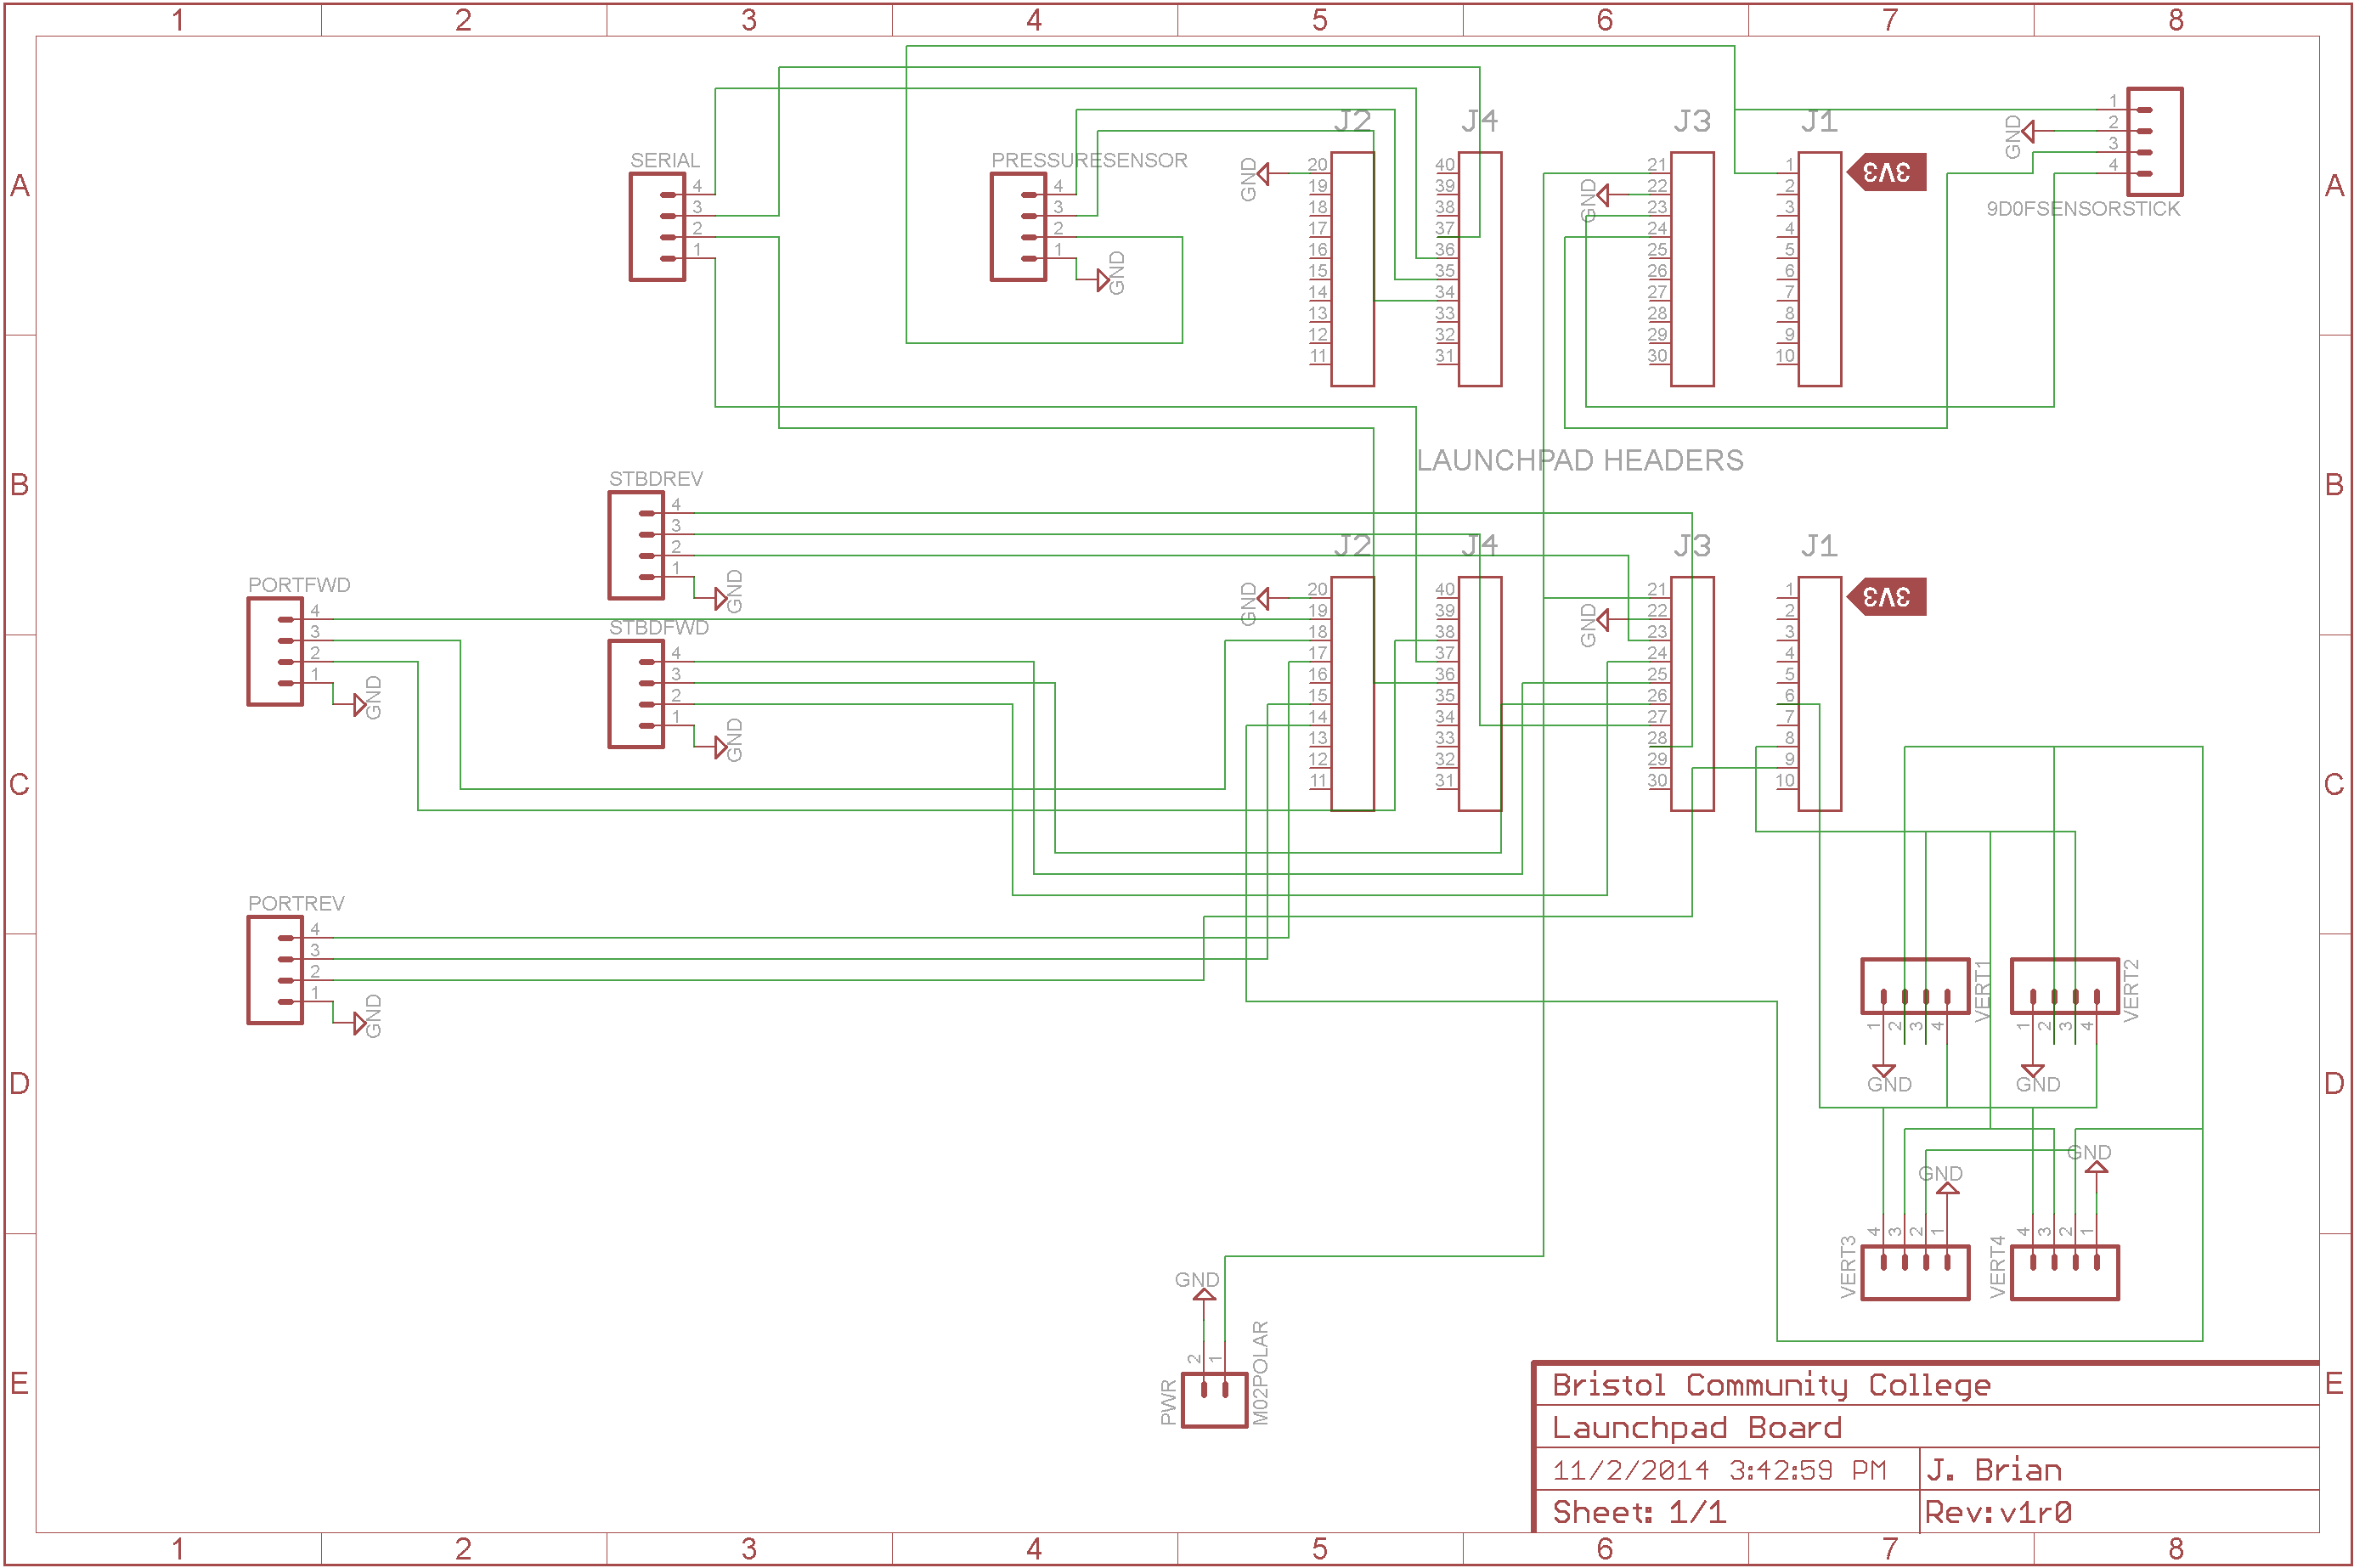 1 2 3 4 5 6 7 8
A
B
C
D
E
A
B
C
D
E
SERIAL
4
3
2
1
PRESSURESENSOR
4
3
2
1
GND
J2
GND
20
19
18
17
16
15
14
13
12
11
J4
40
39
38
37
36
35
34
33
32
31
J3
GND
21
22
23
24
25
26
27
28
29
30
J1
3V3
1
2
3
4
5
6
7
8
9
10
GND
1
2
3
4
9D0FSENSORSTICK
LAUNCHPAD HEADERS
STBDREV
4
3
2
1
GND
PORTFWD
4
3
2
1
GND
STBDFWD
4
3
2
1
GND
J2
GND
20
19
18
17
16
15
14
13
12
11
J4
40
39
38
37
36
35
34
33
32
31
J3
GND
21
22
23
24
25
26
27
28
29
30
J1
3V3
1
2
3
4
5
6
7
8
9
10
PORTREV
4
3
2
1
GND
VERT1
1 2 3 4
GND
VERT2
1 2 3 4
GND
GND
VERT3
4 3 2 1
GND
VERT4
4 3 2 1
GND
2 1
PWR
M02POLAR
Bristol Community College
Launchpad Board
11/2/2014 3:42:59 PM
J. Brian
Sheet: 1/1
Rev:v1r0
1 2 3 4 5 6 7 8